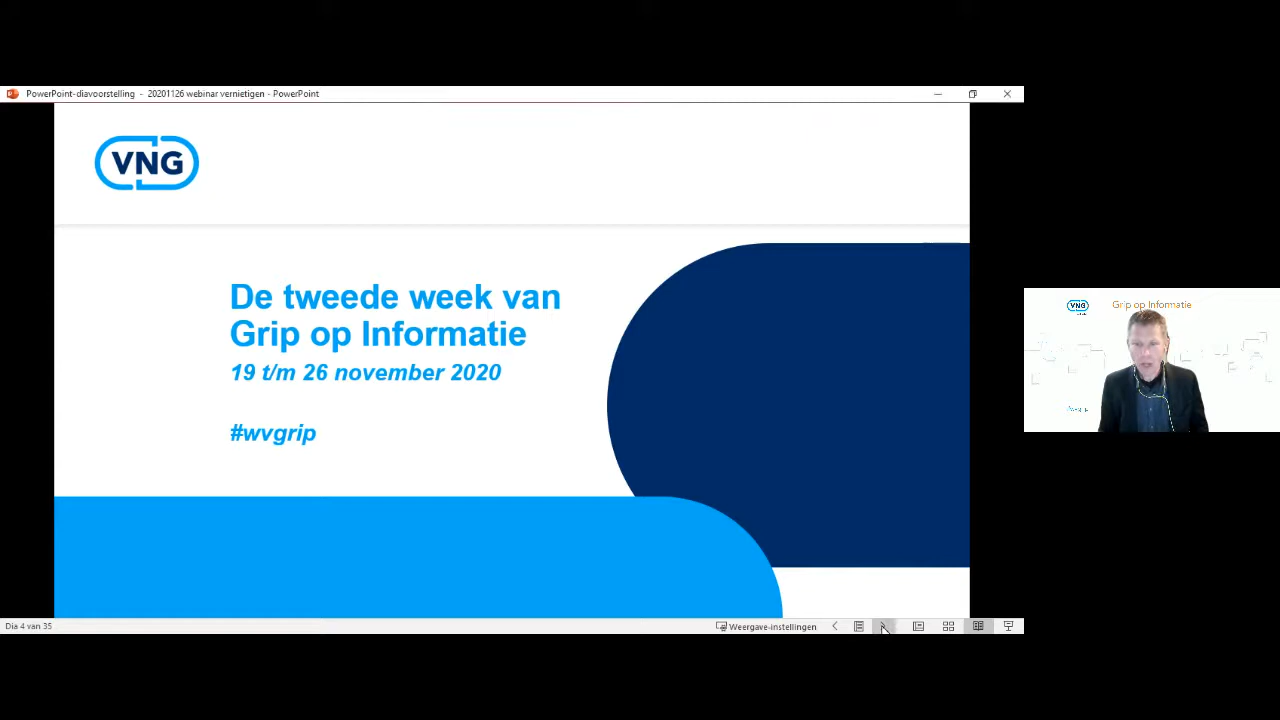 PowerPoint-diavoorstelling - 20201126 webinar vernietigen - PowerPoint
VNG
De tweede week van
Grip op Informatie
19 t/m 26 november 2020
#wvgrip
VNG
Grip op Informatie
Dia 4 van 35
Weergave-instellingen